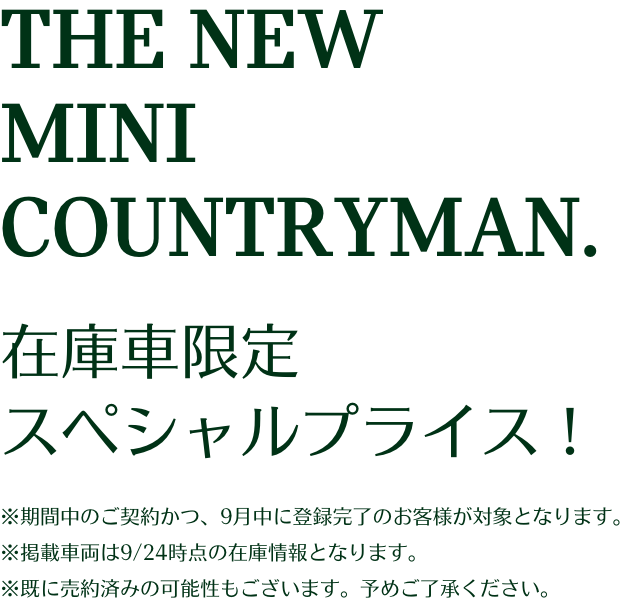 THE NEW
MINI
COUNTRYMAN.
在庫車限定
スペシャルプライス！
※期間中のご契約かつ、9月中に登録完了のお客様が対象となります。
※掲載車両は9/24時点の在庫情報となります。
※既に売約済みの可能性もございます。予めご了承ください。